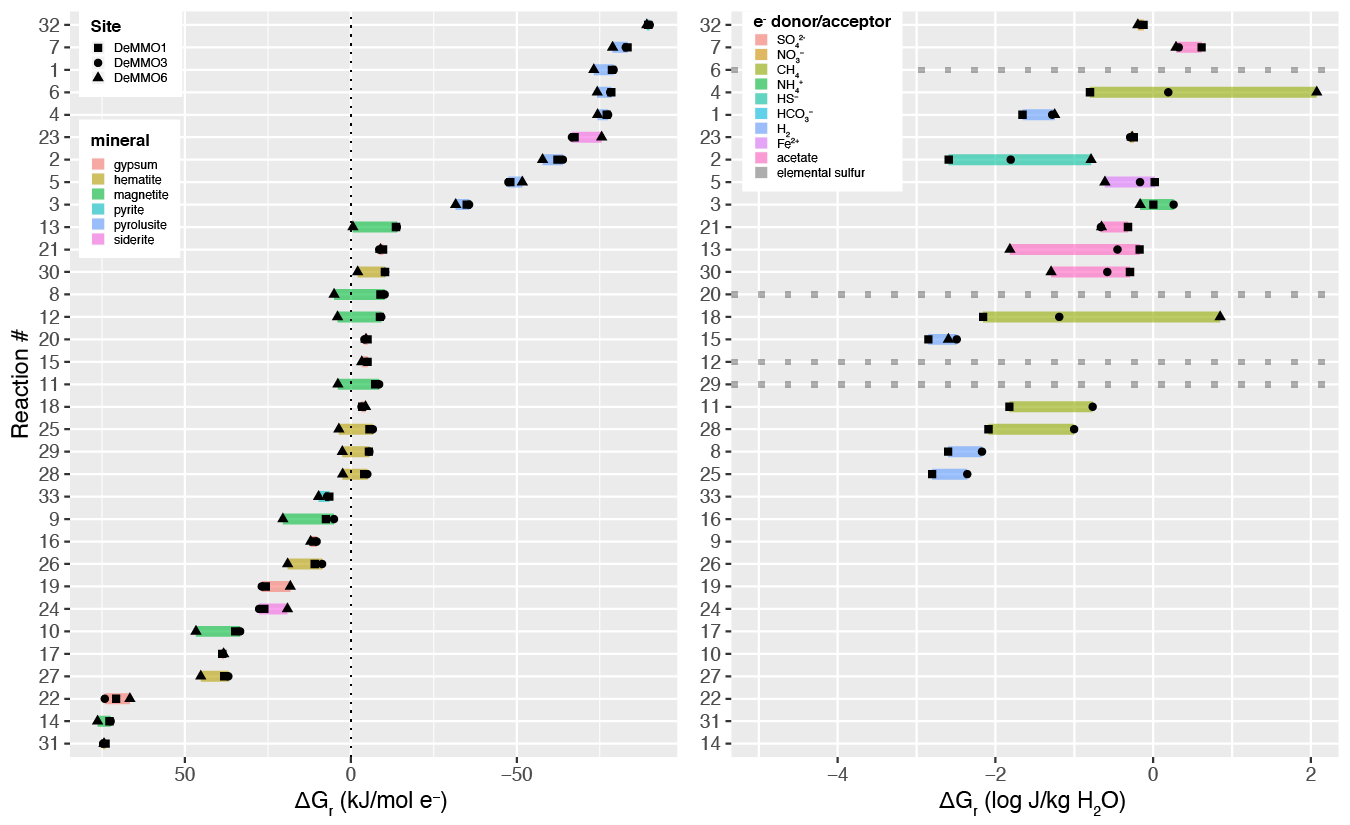 Site
DeMMO1
DeMMO3
DeMMO6
mineral
gypsum
hematite
magnetite
pyrite
pyrolusite
siderite
Reaction #
32
7
1
6
4
23
2
5
3
13
21
30
8
12
20
15
11
18
25
29
28
33
9
16
26
19
24
10
17
27
22
14
31
50
0
−50
ΔGr (kJ/mol e⁻)
e⁻ donor/acceptor
SO₄²⁻
NO₃⁻
CH₄
NH₄⁺
HS⁻
HCO₃⁻
H₂
Fe²⁺
acetate
elemental sulfur
32
7
6
4
1
23
2
5
3
21
13
30
20
18
15
12
29
11
28
8
25
33
16
9
26
19
24
17
10
27
22
31
14
−4
−2
0
2
ΔGr (log J/kg H₂O)